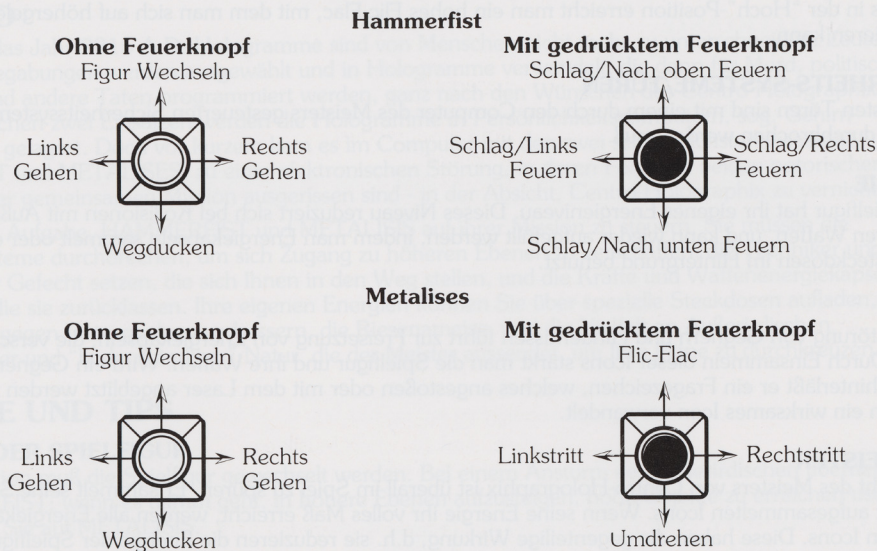 Hammerfist
Ohne Feuerknopf
Figur Wechseln
Links
Gehen
Rechts
Gehen
Wegducken
Mit gedrücktem Feuerknopf
Schlag/Nach oben Feuern
Schlag/Links
Feuern
Schlag/Rechts
Feuern
Schlay/Nach unten Feuern
Metalises
Ohne Feuerknopf
Figur Wechseln
Links
Gehen
Rechts
Gehen
Wegducken
Mit gedrücktem Feuerknopf
Flic-Flac
Linkstritt
Rechtstritt
Umdrehen